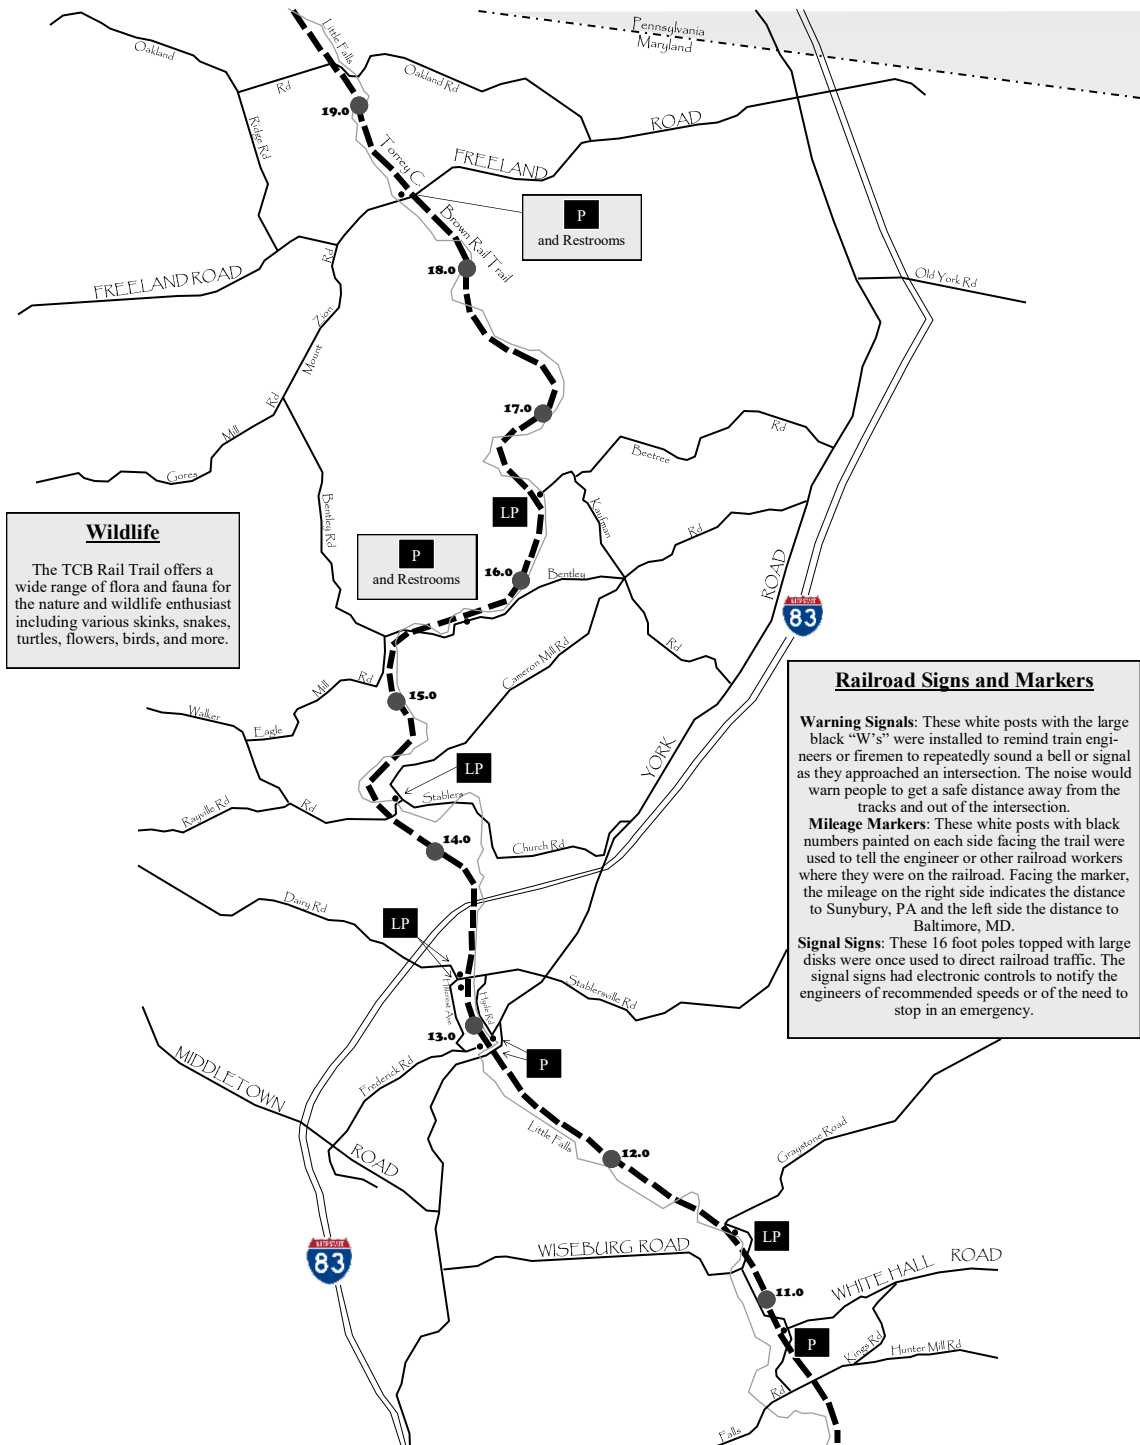 Pennsylvania
Maryland
Little Falls
Oakland
Rd
Oakland Rd
19.0
Ridge Rd
ROAD
Torrey C.
FREELAND
P
and Restrooms
Brown Rail Trail
Rd
18.0
FREELAND ROAD
Old York Rd
Zion
Mount
Rd
17.0
Mill
Gores
Rd
Beetree
Bentley Rd
LP
Kaufman
Rd
Wildlife
The TCB Rail Trail offers a
wide range of flora and fauna for
the nature and wildlife enthusiast
including various skinks, snakes,
turtles, flowers, birds, and more.
P
and Restrooms
16.0
Bentley
ROAD
INTERSTATE
83
Cameron Mill Rd
Rd
Rd
Mill
15.0
Walker
Eagle
YORK
LP
Stablers
Rayville Rd
Rd
14.0
Church Rd
Railroad Signs and Markers
Warning Signals: These white posts with the large
black “W’s” were installed to remind train engi-
neers or firemen to repeatedly sound a bell or signal
as they approached an intersection. The noise would
warn people to get a safe distance away from the
tracks and out of the intersection.
Mileage Markers: These white posts with black
numbers painted on each side facing the trail were
used to tell the engineer or other railroad workers
where they were on the railroad. Facing the marker,
the mileage on the right side indicates the distance
to Sunybury, PA and the left side the distance to
Baltimore, MD.
Signal Signs: These 16 foot poles topped with large
disks were once used to direct railroad traffic. The
signal signs had electronic controls to notify the
engineers of recommended speeds or of the need to
stop in an emergency.
Dairy Rd
LP
Stablersville Rd
Hillcrest Ave
Hyde Rd
13.0
P
MIDDLETOWN
Frederick Rd
Little Falls
12.0
Graystone Road
ROAD
LP
WISEBURG ROAD
INTERSTATE
83
WHITE HALL ROAD
11.0
P
Kings Rd
Hunter Mill Rd
Rd
Falls